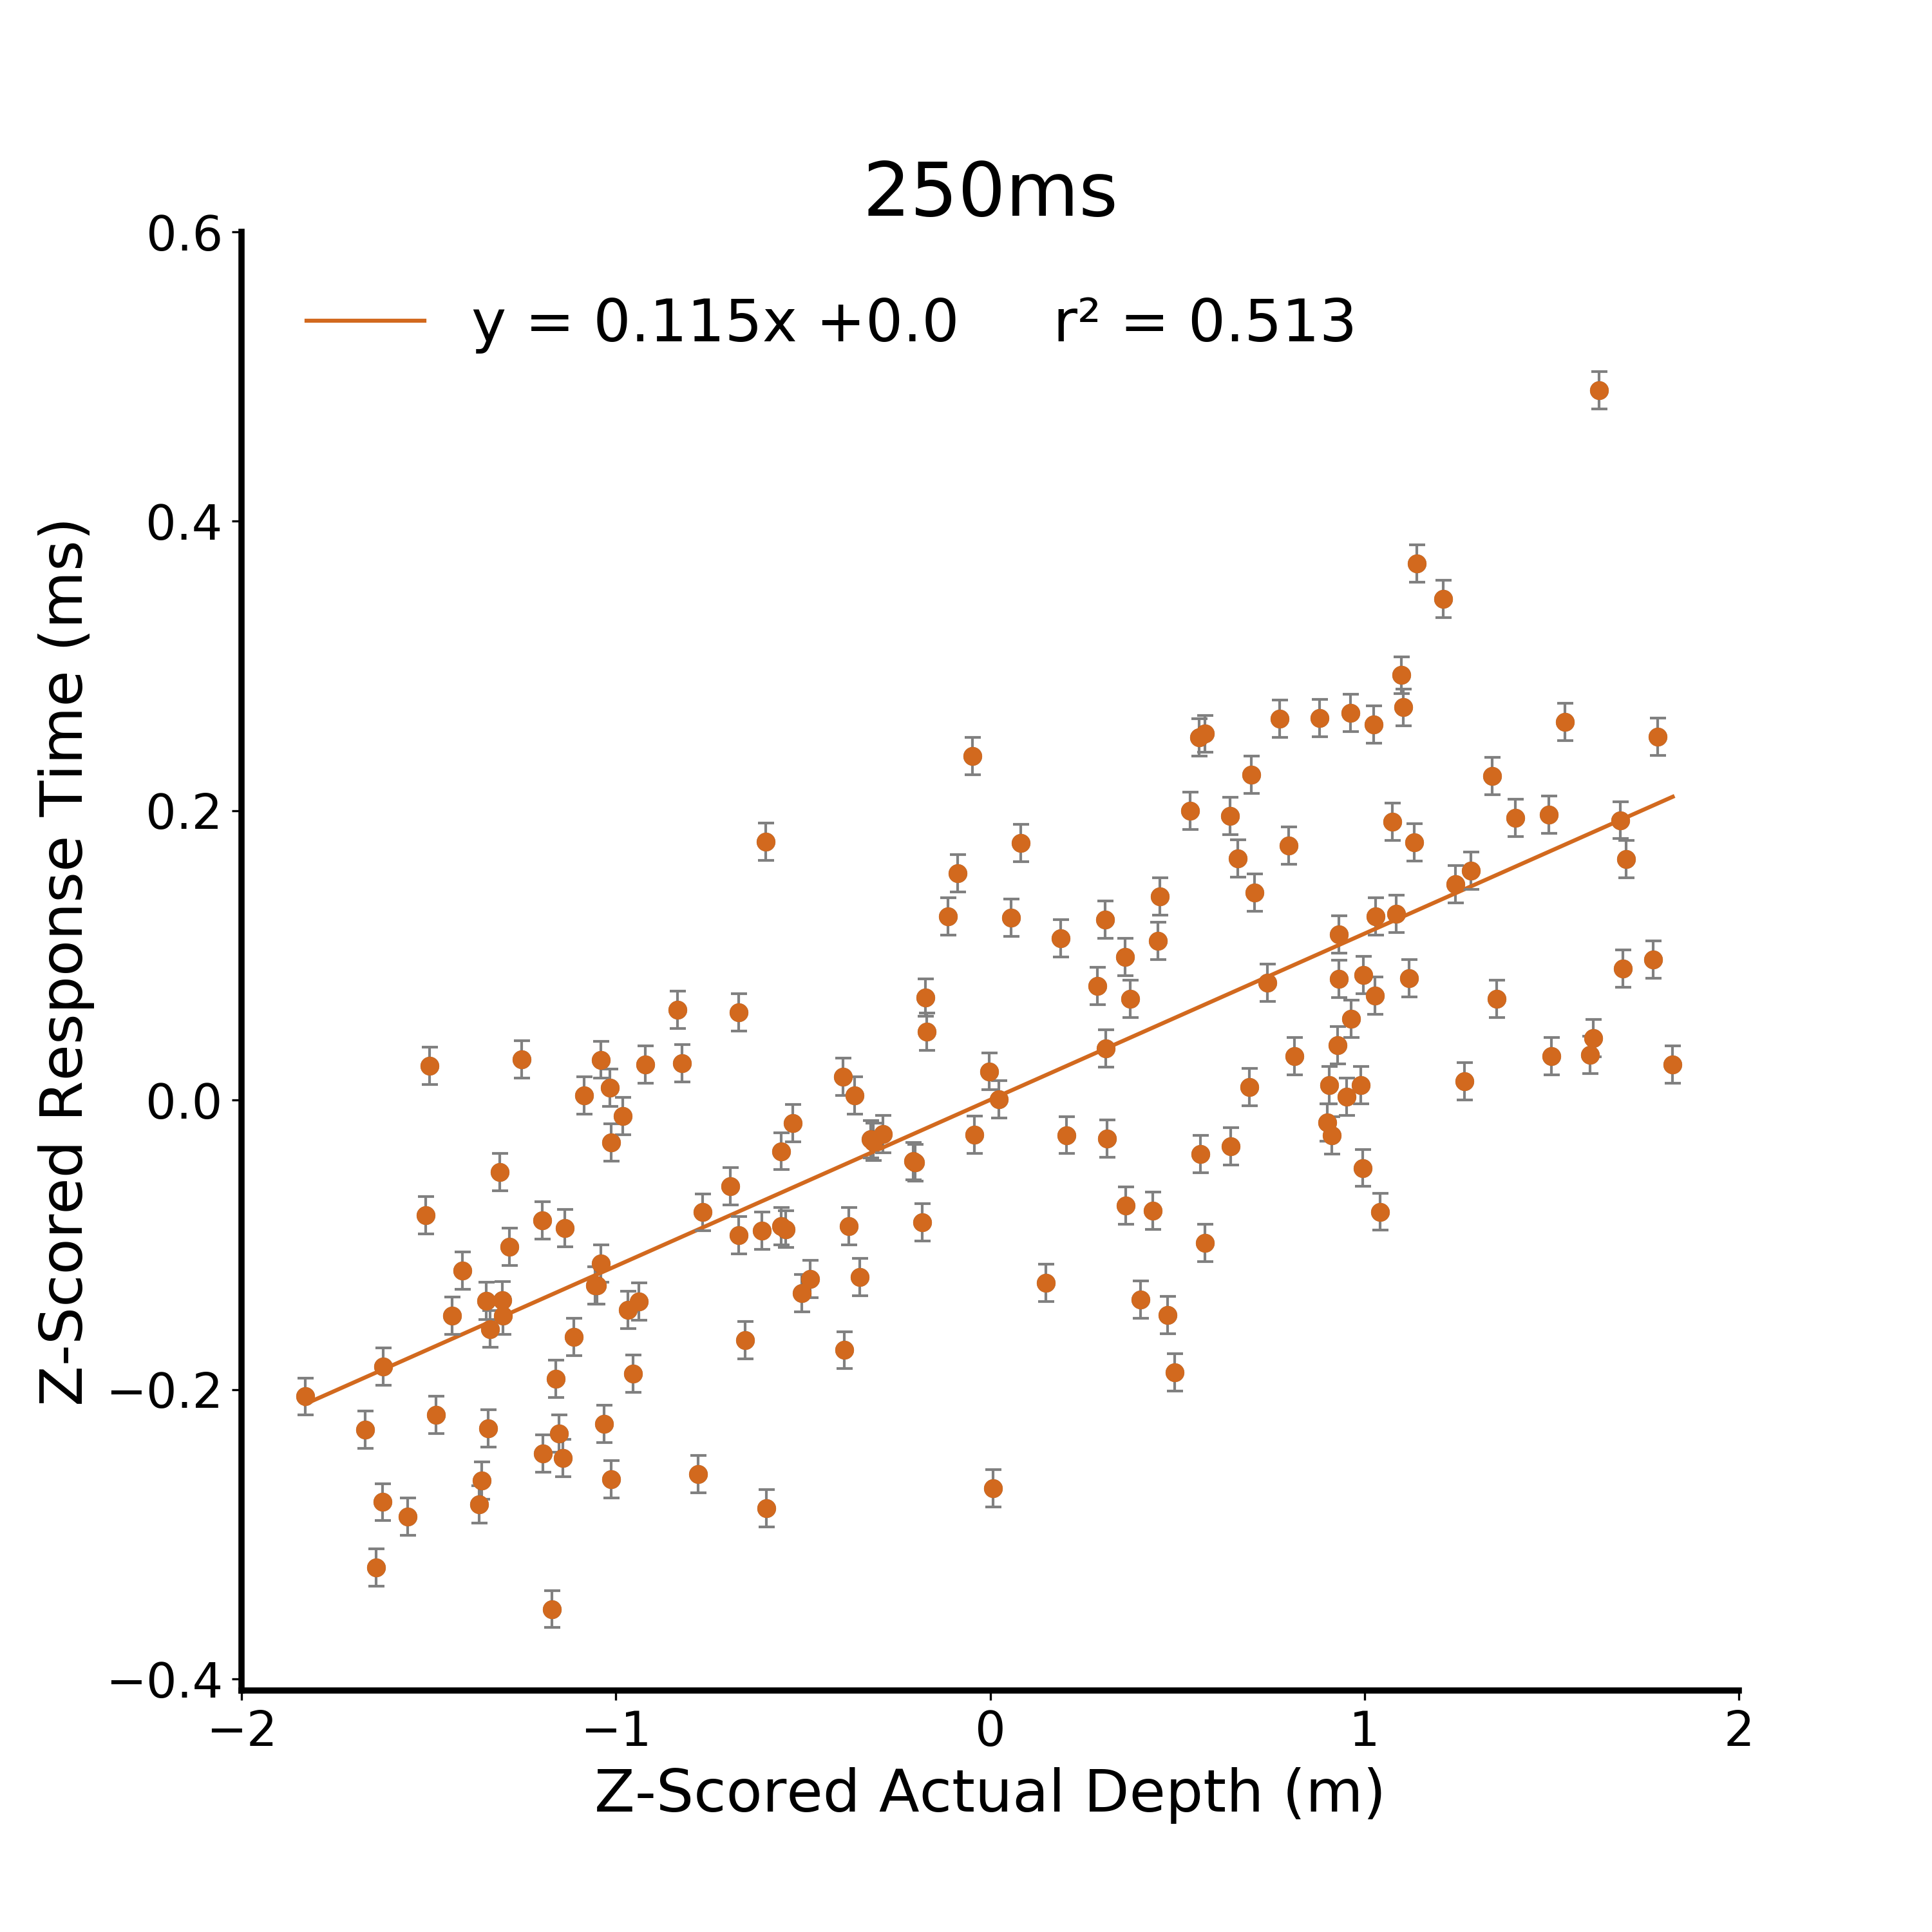 250ms
y = 0.115x +0.0 r² = 0.513
0.6
0.4
0.2
0.0
−0.2
−0.4
Z-Scored Response Time (ms)
−2 −1 0 1 2
Z-Scored Actual Depth (m)